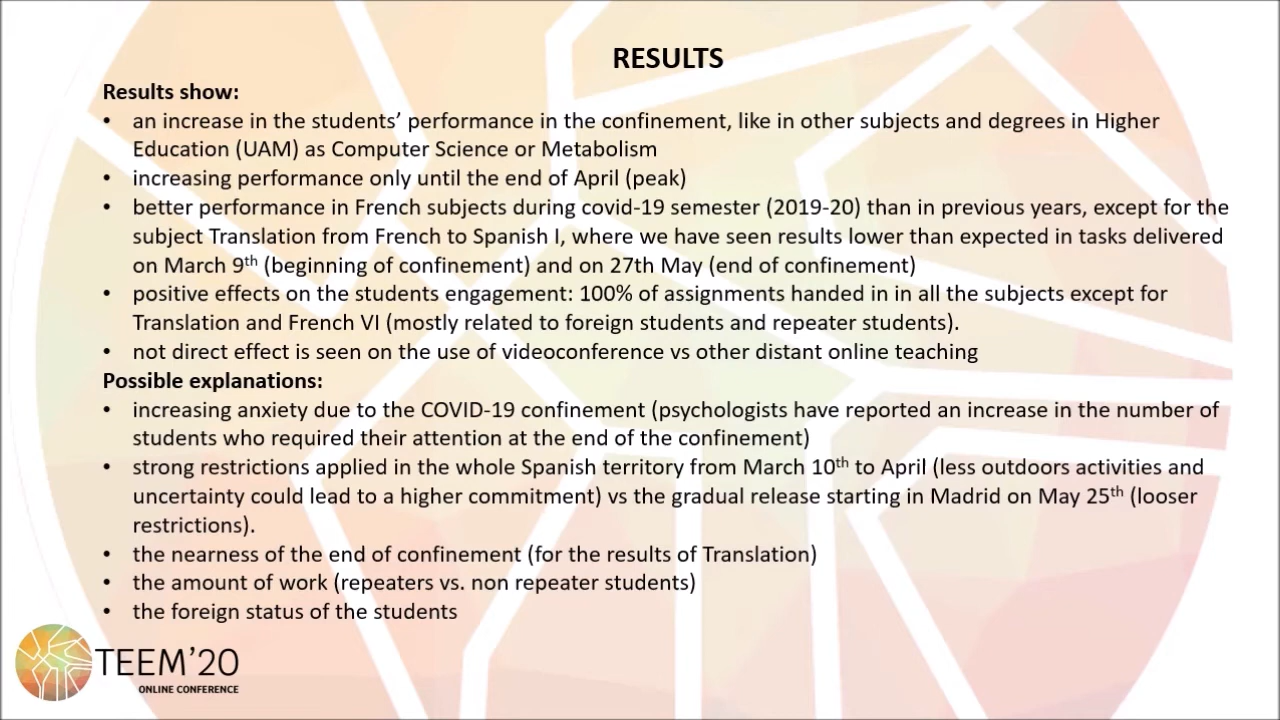 RESULTS
Results show:
• an increase in the students’ performance in the confinement, like in other subjects and degrees in Higher
Education (UAM) as Computer Science or Metabolism
• increasing performance only until the end of April (peak)
• better performance in French subjects during covid-19 semester (2019-20) than in previous years, except for the
subject Translation from French to Spanish I, where we have seen results lower than expected in tasks delivered
on March 9th (beginning of confinement) and on 27th May (end of confinement)
• positive effects on the students engagement: 100% of assignments handed in in all the subjects except for
Translation and French VI (mostly related to foreign students and repeater students).
• not direct effect is seen on the use of videoconference vs other distant online teaching
Possible explanations:
• increasing anxiety due to the COVID-19 confinement (psychologists have reported an increase in the number of
students who required their attention at the end of the confinement)
• strong restrictions applied in the whole Spanish territory from March 10th to April (less outdoors activities and
uncertainty could lead to a higher commitment) vs the gradual release starting in Madrid on May 25th (looser
restrictions).
• the nearness of the end of confinement (for the results of Translation)
• the amount of work (repeaters vs. non repeater students)
• the foreign status of the students
TEEM’20
ONLINE CONFERENCE